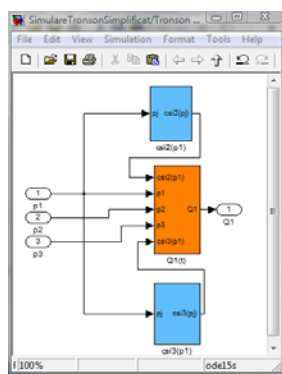 SimulareTronsonSimplificat/Tronson ...
File Edit View Simulation Format Tools Help
pj csi2(pj)
csi2(p1)
1
p1
2
p2
3
p3
csi2(p1)
p1
p2
p3
csi3(p1)
Q1
Q1(t)
1
Q1
pj csi3(pj)
csi3(p1)
100%
ode15s